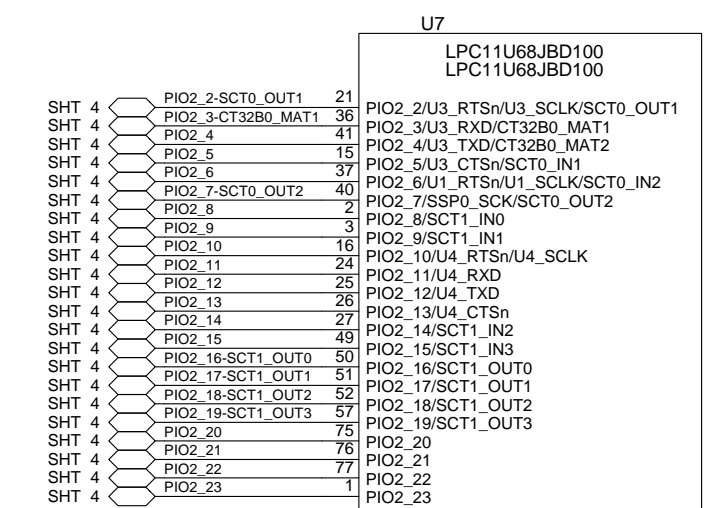 U7
LPC11U68JBD100
LPC11U68JBD100
SHT 4 PIO2_2-SCT0_OUT1 21 PIO2_2/U3_RTSn/U3_SCLK/SCT0_OUT1
SHT 4 PIO2_3-CT32B0_MAT1 36 PIO2_3/U3_RXD/CT32B0_MAT1
SHT 4 PIO2_4 41 PIO2_4/U3_TXD/CT32B0_MAT2
SHT 4 PIO2_5 15 PIO2_5/U3_CTSn/SCT0_IN1
SHT 4 PIO2_6 37 PIO2_6/U1_RTSn/U1_SCLK/SCT0_IN2
SHT 4 PIO2_7-SCT0_OUT2 40 PIO2_7/SSP0_SCK/SCT0_OUT2
SHT 4 PIO2_8 2 PIO2_8/SCT1_IN0
SHT 4 PIO2_9 3 PIO2_9/SCT1_IN1
SHT 4 PIO2_10 16 PIO2_10/U4_RTSn/U4_SCLK
SHT 4 PIO2_11 24 PIO2_11/U4_RXD
SHT 4 PIO2_12 25 PIO2_12/U4_TXD
SHT 4 PIO2_13 26 PIO2_13/U4_CTSn
SHT 4 PIO2_14 27 PIO2_14/SCT1_IN2
SHT 4 PIO2_15 49 PIO2_15/SCT1_IN3
SHT 4 PIO2_16-SCT1_OUT0 50 PIO2_16/SCT1_OUT0
SHT 4 PIO2_17-SCT1_OUT1 51 PIO2_17/SCT1_OUT1
SHT 4 PIO2_18-SCT1_OUT2 52 PIO2_18/SCT1_OUT2
SHT 4 PIO2_19-SCT1_OUT3 57 PIO2_19/SCT1_OUT3
SHT 4 PIO2_20 75 PIO2_20
SHT 4 PIO2_21 76 PIO2_21
SHT 4 PIO2_22 77 PIO2_22
SHT 4 PIO2_23 1 PIO2_23